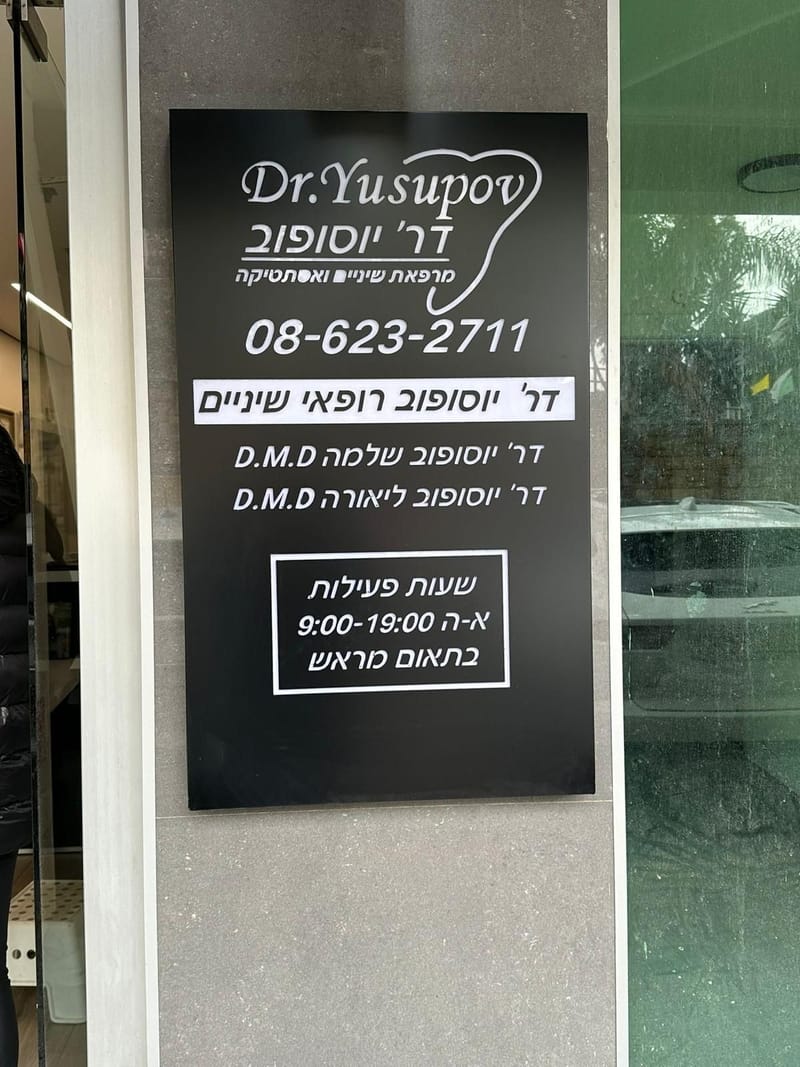 Dr.Yusupov
דר' יוסופוב
מרפאת שיניים ואסתטיקה
08-623-2711
דר' יוסופוב רופאי שיניים
דר' יוסופוב שלמה D.M.D
דר' יוסופוב ליאורה D.M.D
שעות פעילות
א-ה 9:00-19:00
בתאום מראש